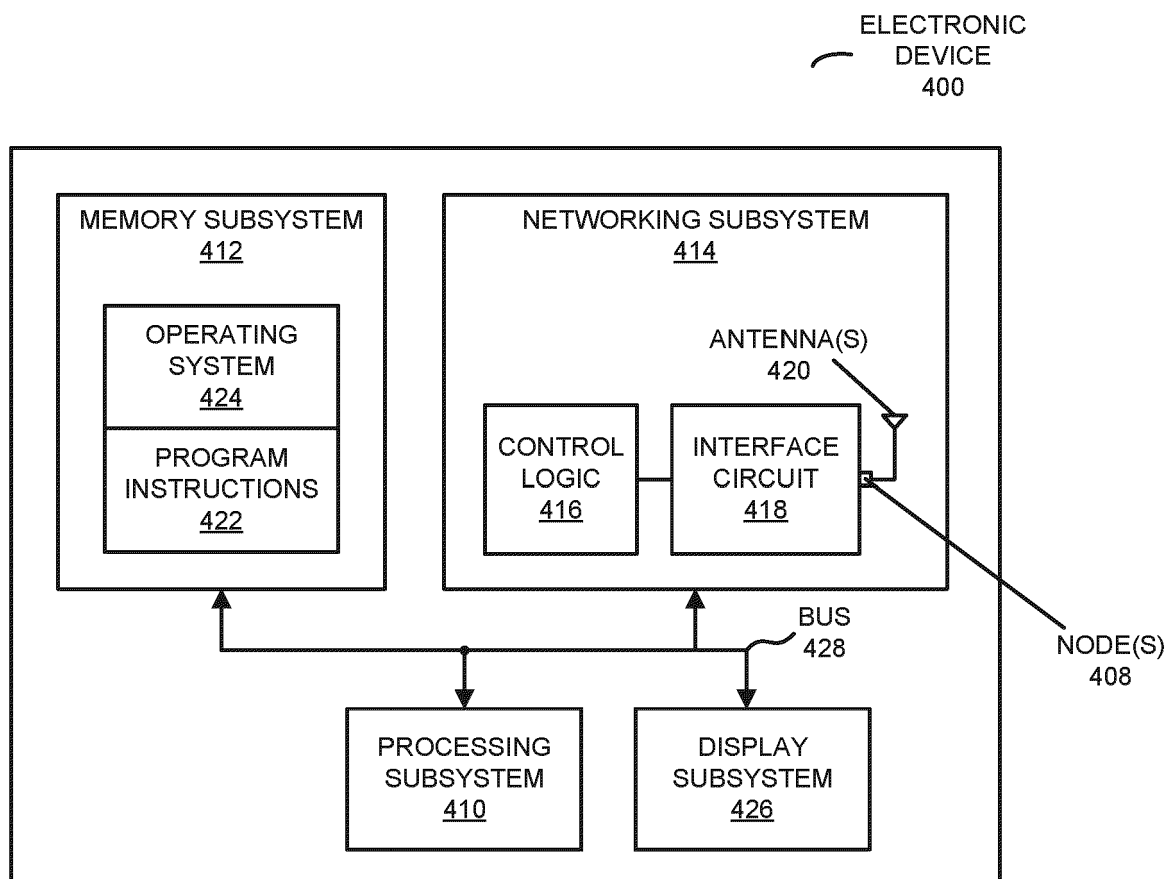 ELECTRONIC
DEVICE
400
MEMORY SUBSYSTEM
412
OPERATING
SYSTEM
424
PROGRAM
INSTRUCTIONS
422
NETWORKING SUBSYSTEM
414
ANTENNA(S)
420
CONTROL
LOGIC
416
INTERFACE
CIRCUIT
418
BUS
428
NODE(S)
408
PROCESSING
SUBSYSTEM
410
DISPLAY
SUBSYSTEM
426